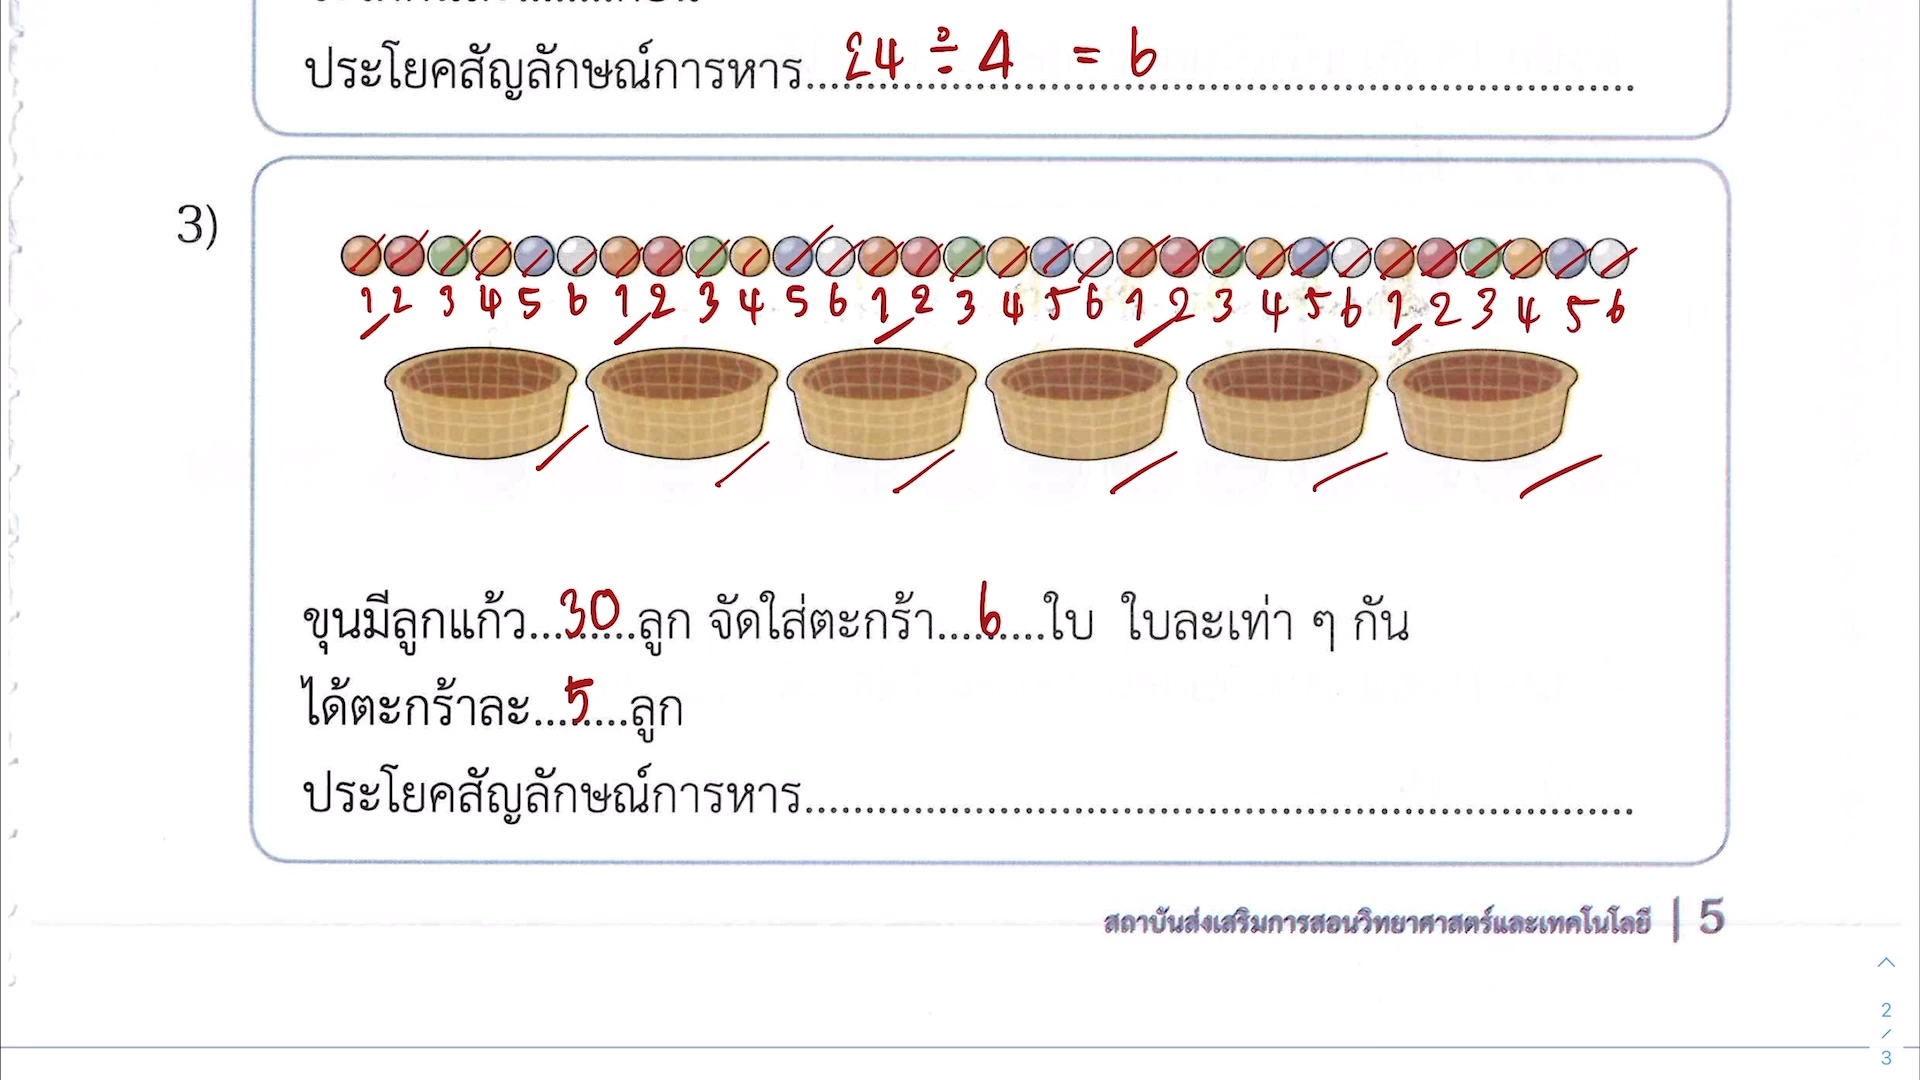 ประโยคสัญลักษณ์การหาร...24 ÷ 4 = 6...
3)
1 2 3 4 5 6 1 2 3 4 5 6 1 2 3 4 5 6 1 2 3 4 5 6 1 2 3 4 5 6
ขุนมีลูกแก้ว...30...ลูก จัดใส่ตะกร้า...6...ใบ ใบละเท่า ๆ กัน
ได้ตะกร้าละ...5...ลูก
ประโยคสัญลักษณ์การหาร...
สถาบันส่งเสริมการสอนวิทยาศาสตร์และเทคโนโลยี | 5
2
/
3